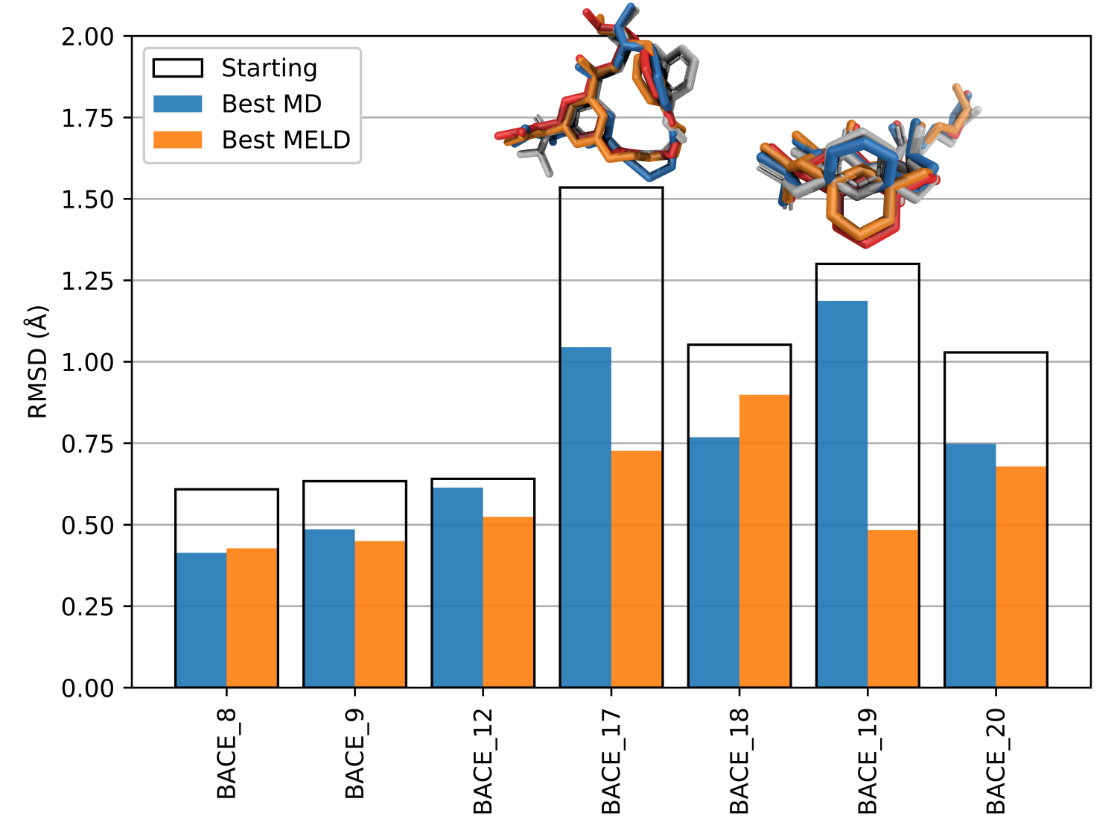 2.00
1.75
1.50
1.25
1.00
0.75
0.50
0.25
0.00
RMSD (Å)
Starting
Best MD
Best MELD
BACE_8
BACE_9
BACE_12
BACE_17
BACE_18
BACE_19
BACE_20